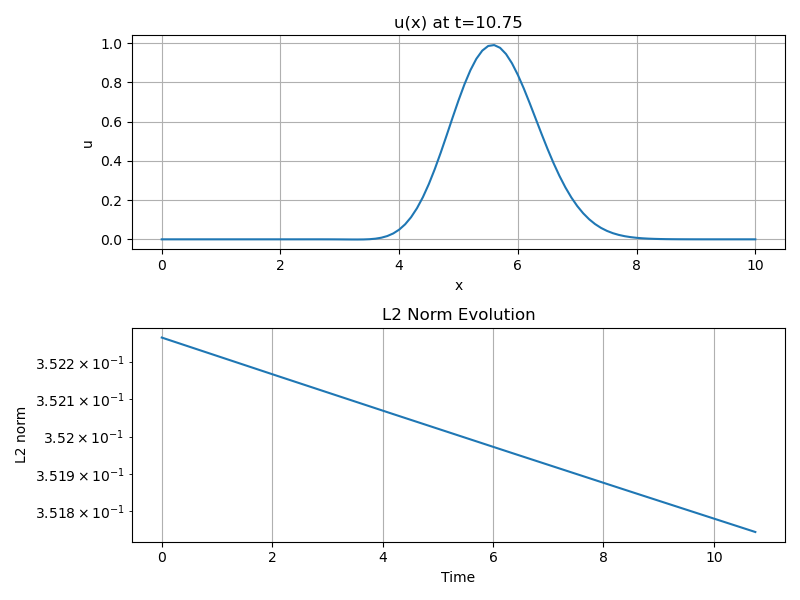 u(x) at t=10.75
1.0
0.8
0.6
0.4
0.2
0.0
u
0 2 4 6 8 10
x
L2 Norm Evolution
3.522 × 10⁻¹
3.521 × 10⁻¹
3.52 × 10⁻¹
3.519 × 10⁻¹
3.518 × 10⁻¹
L2 norm
0 2 4 6 8 10
Time